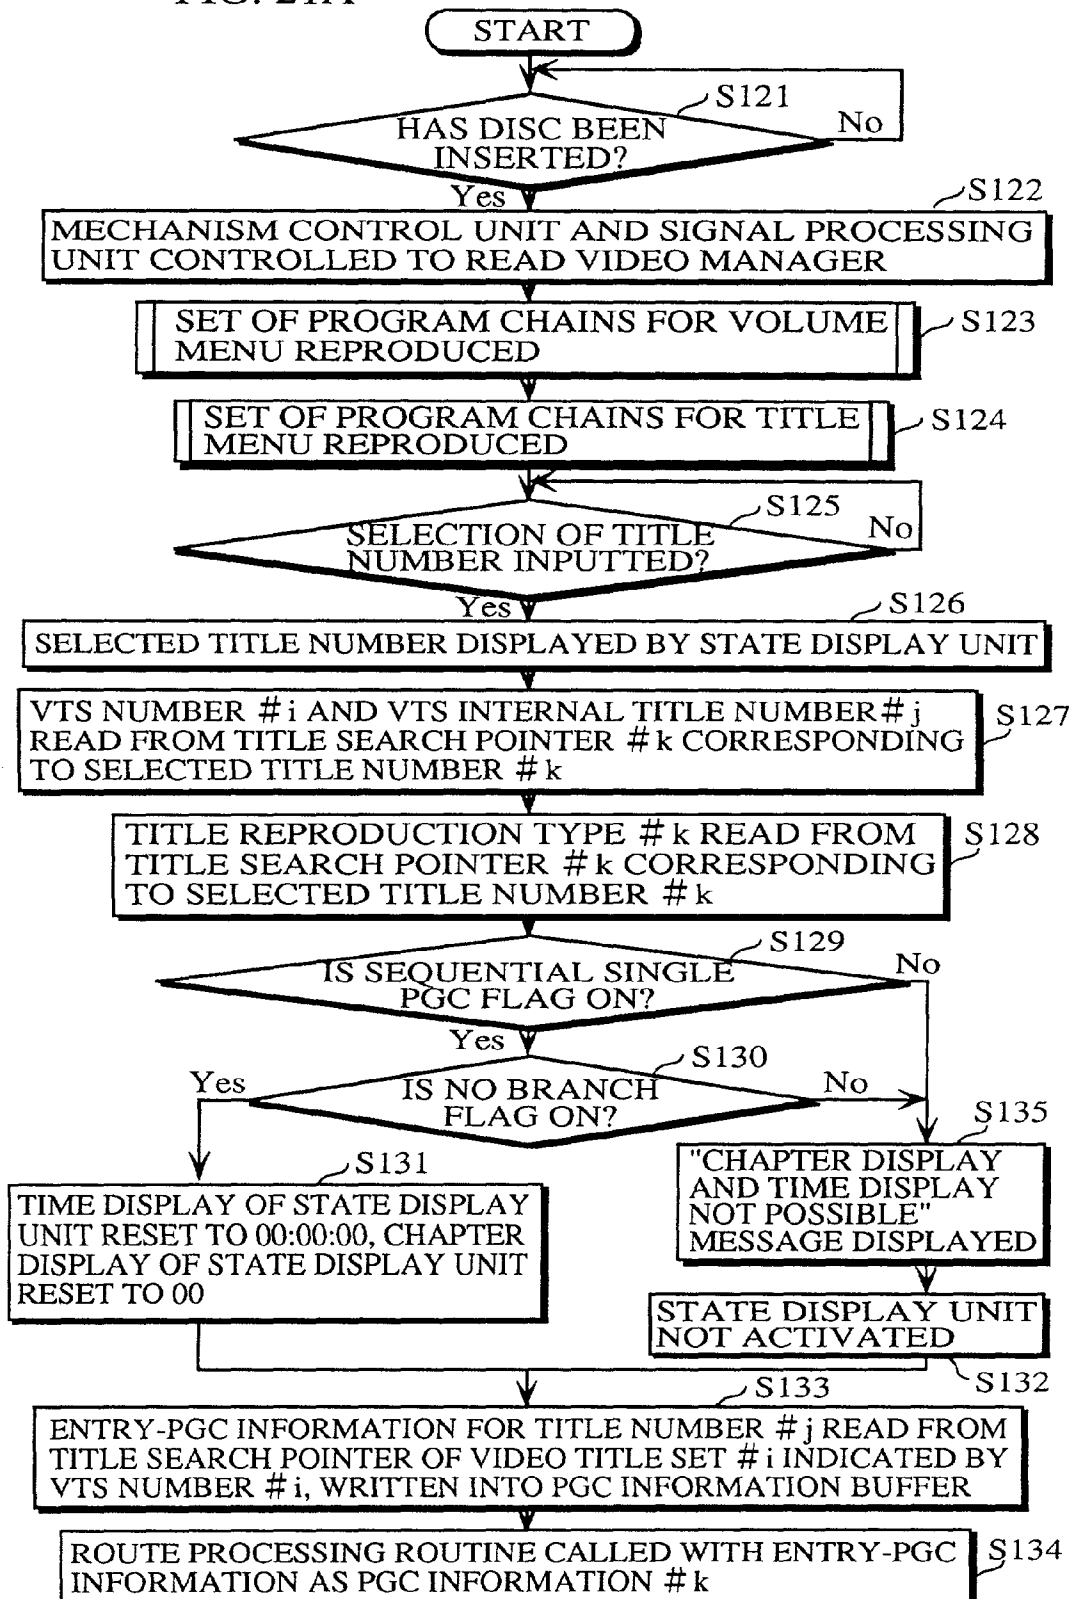 FIG. 21A
START
S121
HAS DISC BEEN
INSERTED?
No
Yes
S122
MECHANISM CONTROL UNIT AND SIGNAL PROCESSING
UNIT CONTROLLED TO READ VIDEO MANAGER
SET OF PROGRAM CHAINS FOR VOLUME
MENU REPRODUCED
S123
SET OF PROGRAM CHAINS FOR TITLE
MENU REPRODUCED
S124
S125
SELECTION OF TITLE
NUMBER INPUTTED?
No
Yes
S126
SELECTED TITLE NUMBER DISPLAYED BY STATE DISPLAY UNIT
VTS NUMBER #i AND VTS INTERNAL TITLE NUMBER#j
READ FROM TITLE SEARCH POINTER #k CORRESPONDING
TO SELECTED TITLE NUMBER #k
S127
TITLE REPRODUCTION TYPE #k READ FROM
TITLE SEARCH POINTER #k CORRESPONDING
TO SELECTED TITLE NUMBER #k
S128
S129
IS SEQUENTIAL SINGLE
PGC FLAG ON?
No
Yes
S130
IS NO BRANCH
FLAG ON?
Yes
No
S135
"CHAPTER DISPLAY
AND TIME DISPLAY
NOT POSSIBLE"
MESSAGE DISPLAYED
S131
TIME DISPLAY OF STATE DISPLAY
UNIT RESET TO 00:00:00, CHAPTER
DISPLAY OF STATE DISPLAY UNIT
RESET TO 00
STATE DISPLAY UNIT
NOT ACTIVATED
S132
S133
ENTRY-PGC INFORMATION FOR TITLE NUMBER #j READ FROM
TITLE SEARCH POINTER OF VIDEO TITLE SET #i INDICATED BY
VTS NUMBER #i, WRITTEN INTO PGC INFORMATION BUFFER
ROUTE PROCESSING ROUTINE CALLED WITH ENTRY-PGC
INFORMATION AS PGC INFORMATION #k
S134